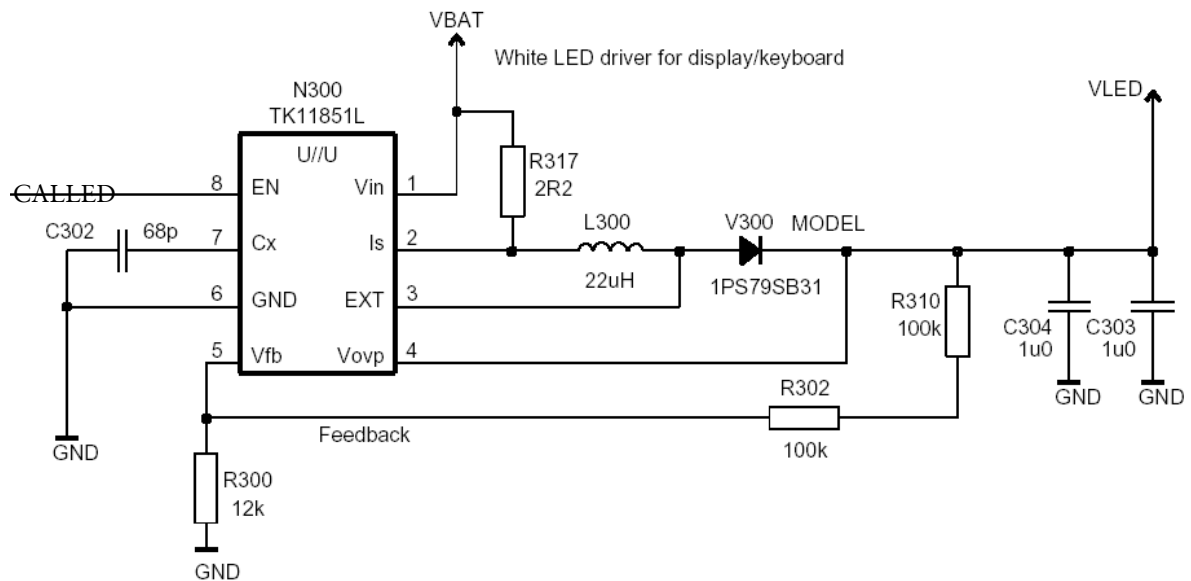 VBAT
White LED driver for display/keyboard
VLED
N300
TK11851L
U//U
CALLED
8
EN
Vin
1
R317
2R2
C302
68p
7
Cx
Is
2
L300
22uH
V300
MODEL
1PS79SB31
6
GND
EXT
3
R310
100k
C304
1u0
C303
1u0
5
Vfb
Vovp
4
GND
GND
R302
100k
Feedback
GND
R300
12k
GND